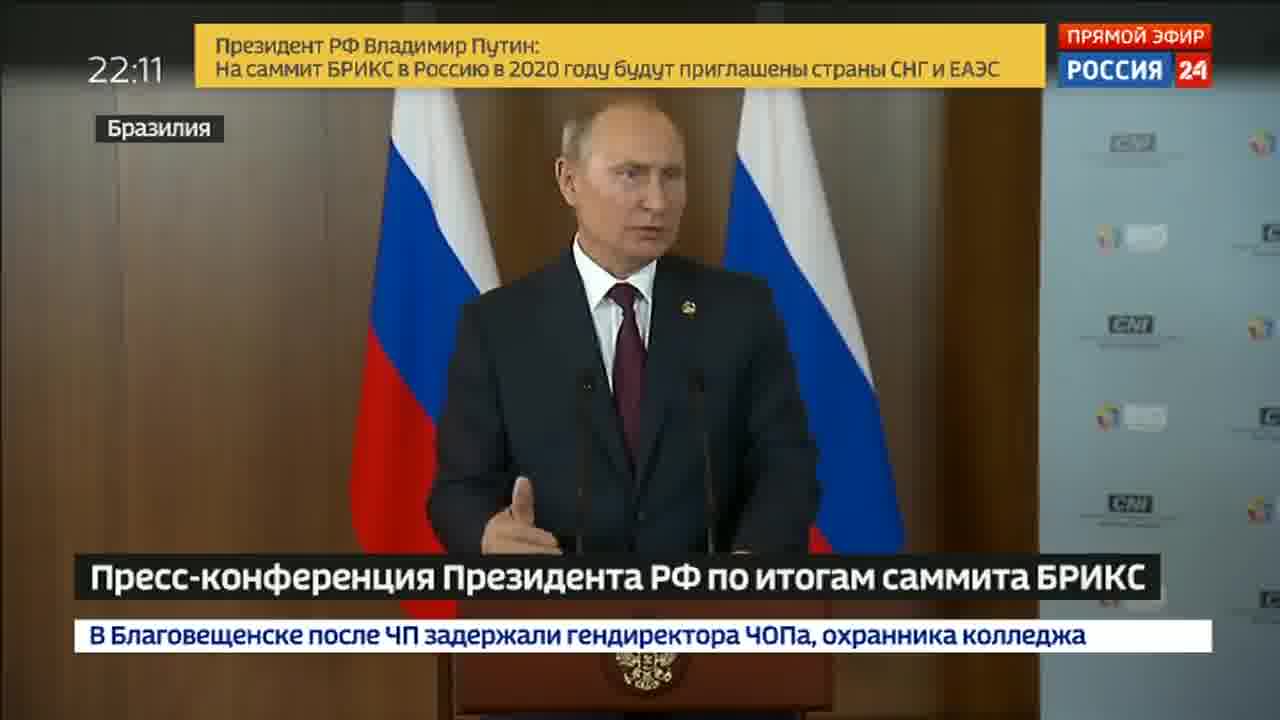 22:11
Президент РФ Владимир Путин:
На саммит БРИКС в Россию в 2020 году будут приглашены страны СНГ и ЕАЭС
ПРЯМОЙ ЭФИР
РОССИЯ 24
Бразилия
CNI
CNI
CNI
Пресс-конференция Президента РФ по итогам саммита БРИКС
В Благовещенске после ЧП задержали гендиректора ЧОПа, охранника колледжа